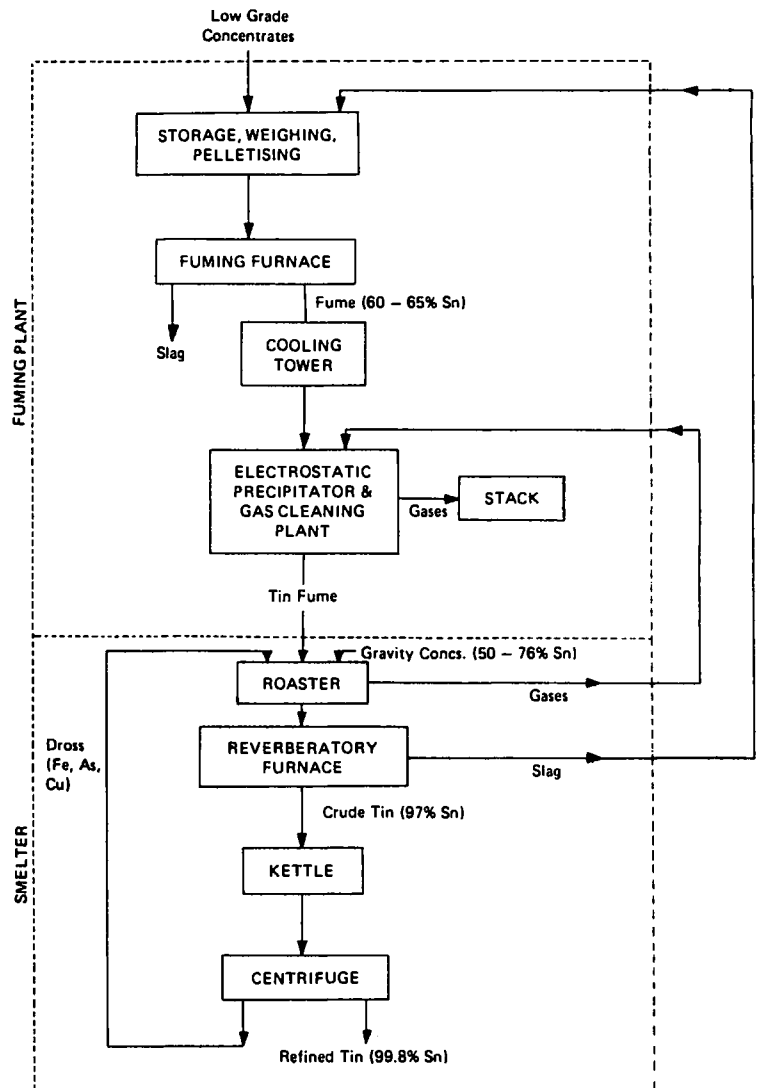 Low Grade
Concentrates
STORAGE, WEIGHING,
PELLETISING
FUMING FURNACE
Fume (60 – 65% Sn)
Slag
COOLING
TOWER
FUMING PLANT
ELECTROSTATIC
PRECIPITATOR &
GAS CLEANING
PLANT
Gases
STACK
Tin Fume
Gravity Concs. (50 – 76% Sn)
ROASTER
Gases
Dross
(Fe, As,
Cu)
REVERBERATORY
FURNACE
Slag
Crude Tin (97% Sn)
KETTLE
SMELTER
CENTRIFUGE
Refined Tin (99.8% Sn)